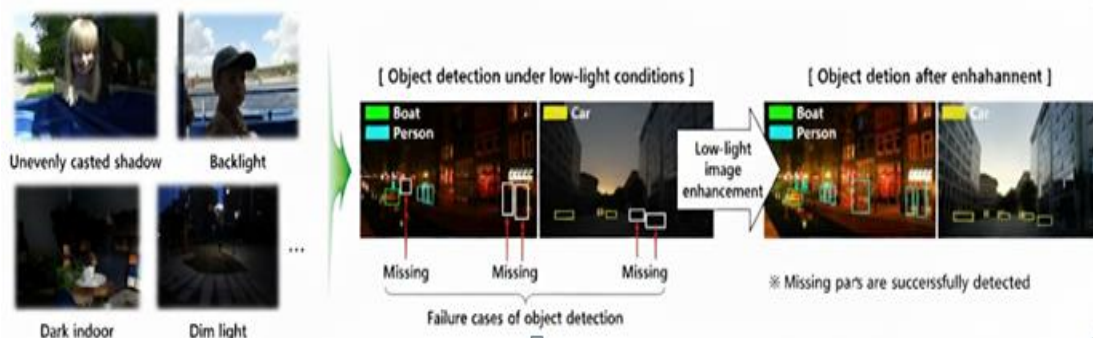 Unevenly casted shadow
Backlight
Dark indoor
Dim light
...
[ Object detection under low-light conditions ]
Boat
Person
Car
Missing
Missing
Missing
Failure cases of object detection
Low-light
image
enhancement
[ Object detion after enhahannent ]
Boat
Person
Car
※ Missing pars are succerssfully detected